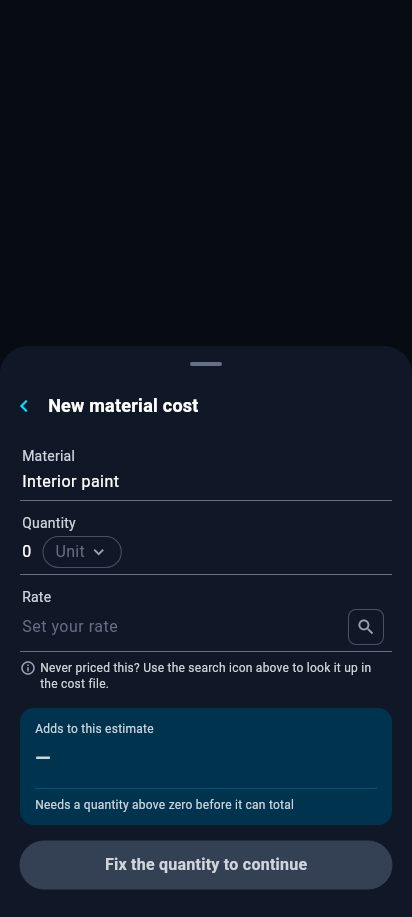 New material cost
Material
Interior paint
Quantity
0 Unit
Rate
Set your rate
Never priced this? Use the search icon above to look it up in
the cost file.
Adds to this estimate
—
Needs a quantity above zero before it can total
Fix the quantity to continue